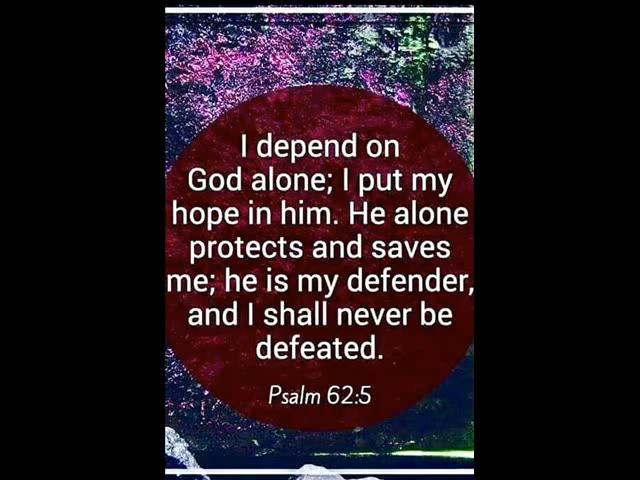 I depend on
God alone; I put my
hope in him. He alone
protects and saves
me; he is my defender,
and I shall never be
defeated.
Psalm 62:5